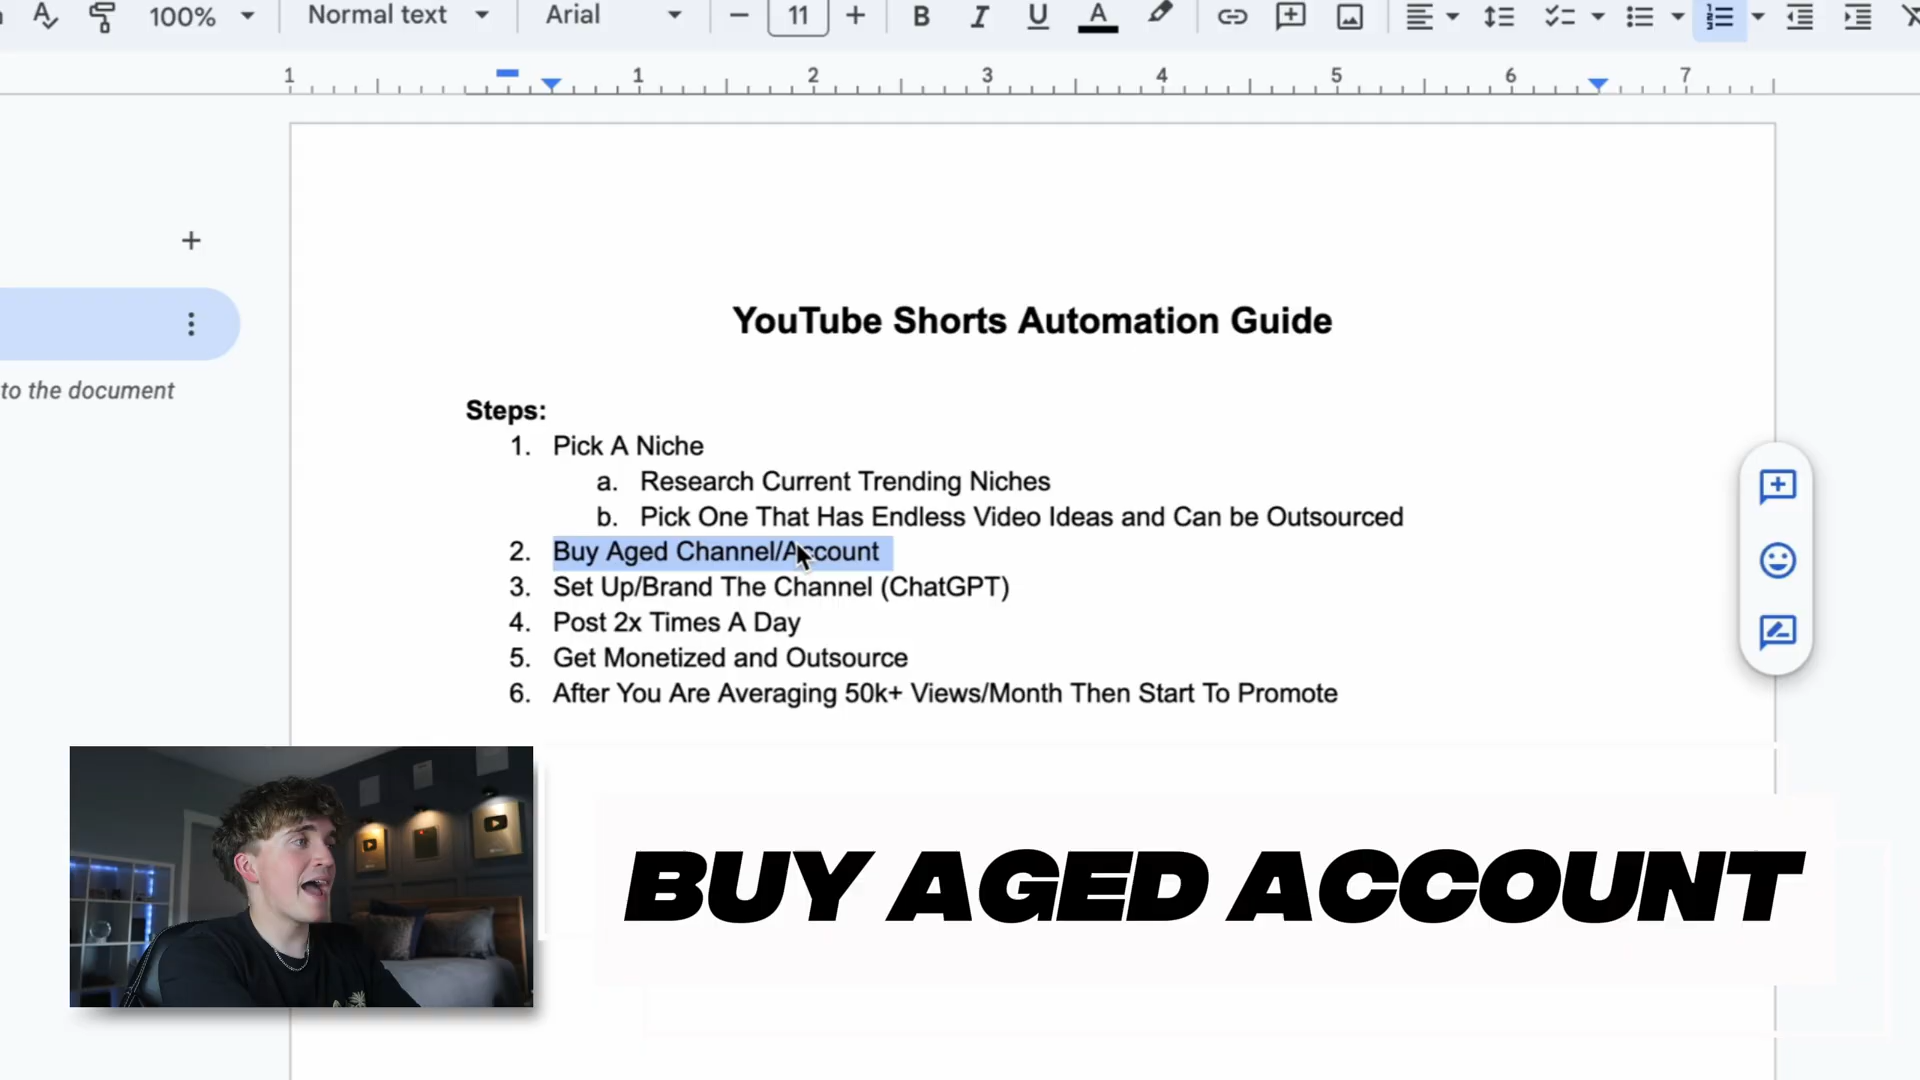 100%
Normal text
Arial
11
B
I
U
A
1
1
2
3
4
5
6
7
to the document
YouTube Shorts Automation Guide
Steps:
1. Pick A Niche
a. Research Current Trending Niches
b. Pick One That Has Endless Video Ideas and Can be Outsourced
2. Buy Aged Channel/Account
3. Set Up/Brand The Channel (ChatGPT)
4. Post 2x Times A Day
5. Get Monetized and Outsource
6. After You Are Averaging 50k+ Views/Month Then Start To Promote
BUY AGED ACCOUNT